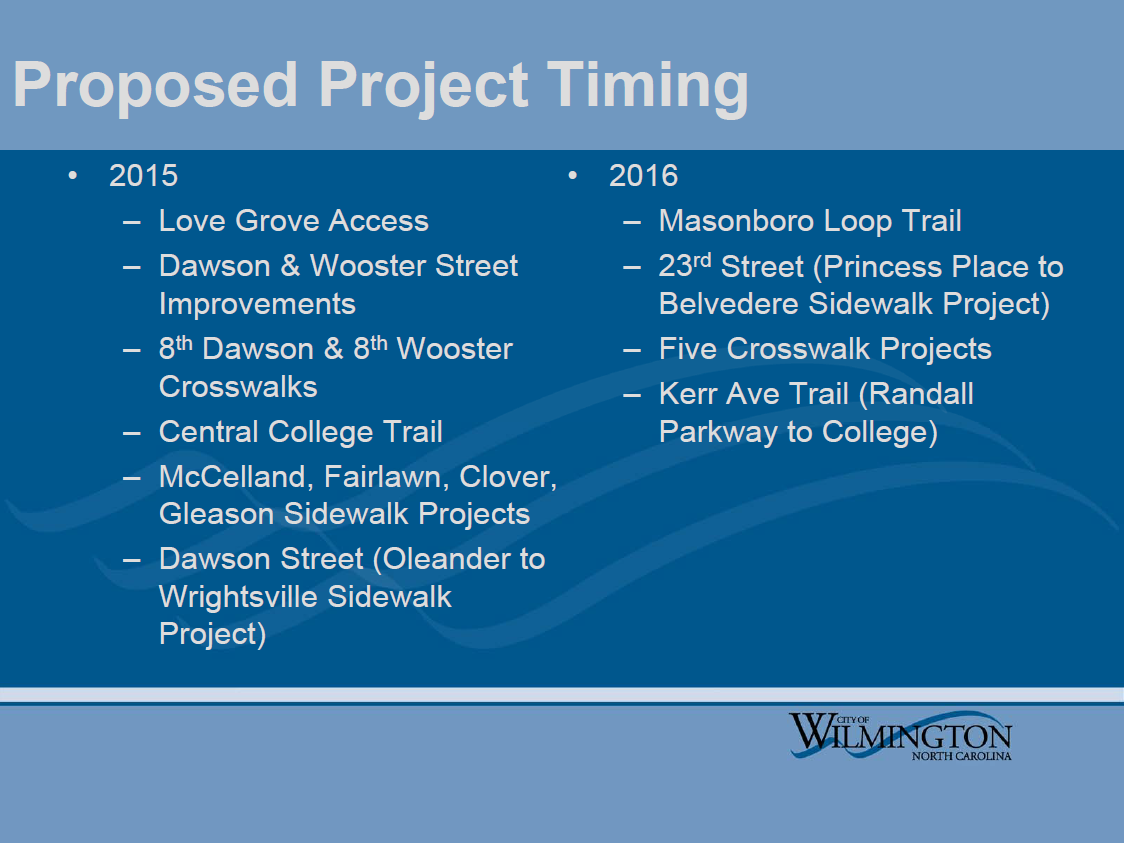 Proposed Project Timing
• 2015
– Love Grove Access
– Dawson & Wooster Street
Improvements
– 8th Dawson & 8th Wooster
Crosswalks
– Central College Trail
– McCelland, Fairlawn, Clover,
Gleason Sidewalk Projects
– Dawson Street (Oleander to
Wrightsville Sidewalk
Project)
• 2016
– Masonboro Loop Trail
– 23rd Street (Princess Place to
Belvedere Sidewalk Project)
– Five Crosswalk Projects
– Kerr Ave Trail (Randall
Parkway to College)
CITY OF
WILMINGTON
NORTH CAROLINA